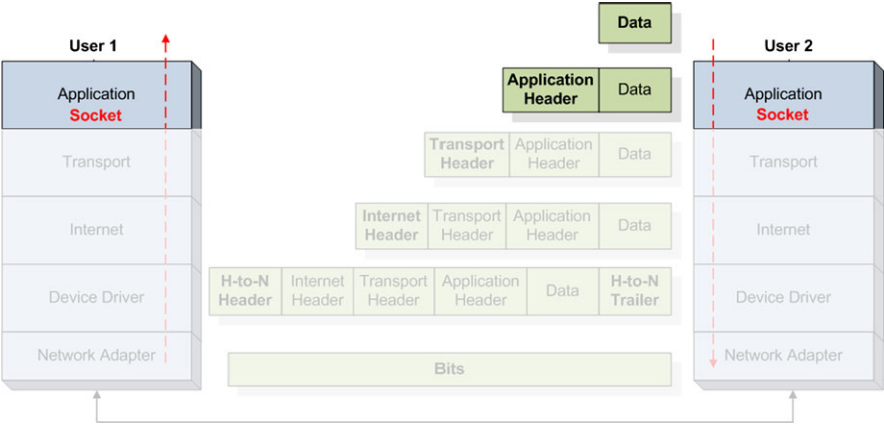 Data
User 1
User 2
Application
Socket
Application
Header
Data
Application
Socket
Transport
Transport
Header
Application
Header
Data
Transport
Internet
Internet
Header
Transport
Header
Application
Header
Data
Internet
Device Driver
H-to-N
Header
Internet
Header
Transport
Header
Application
Header
Data
H-to-N
Trailer
Device Driver
Network Adapter
Bits
Network Adapter